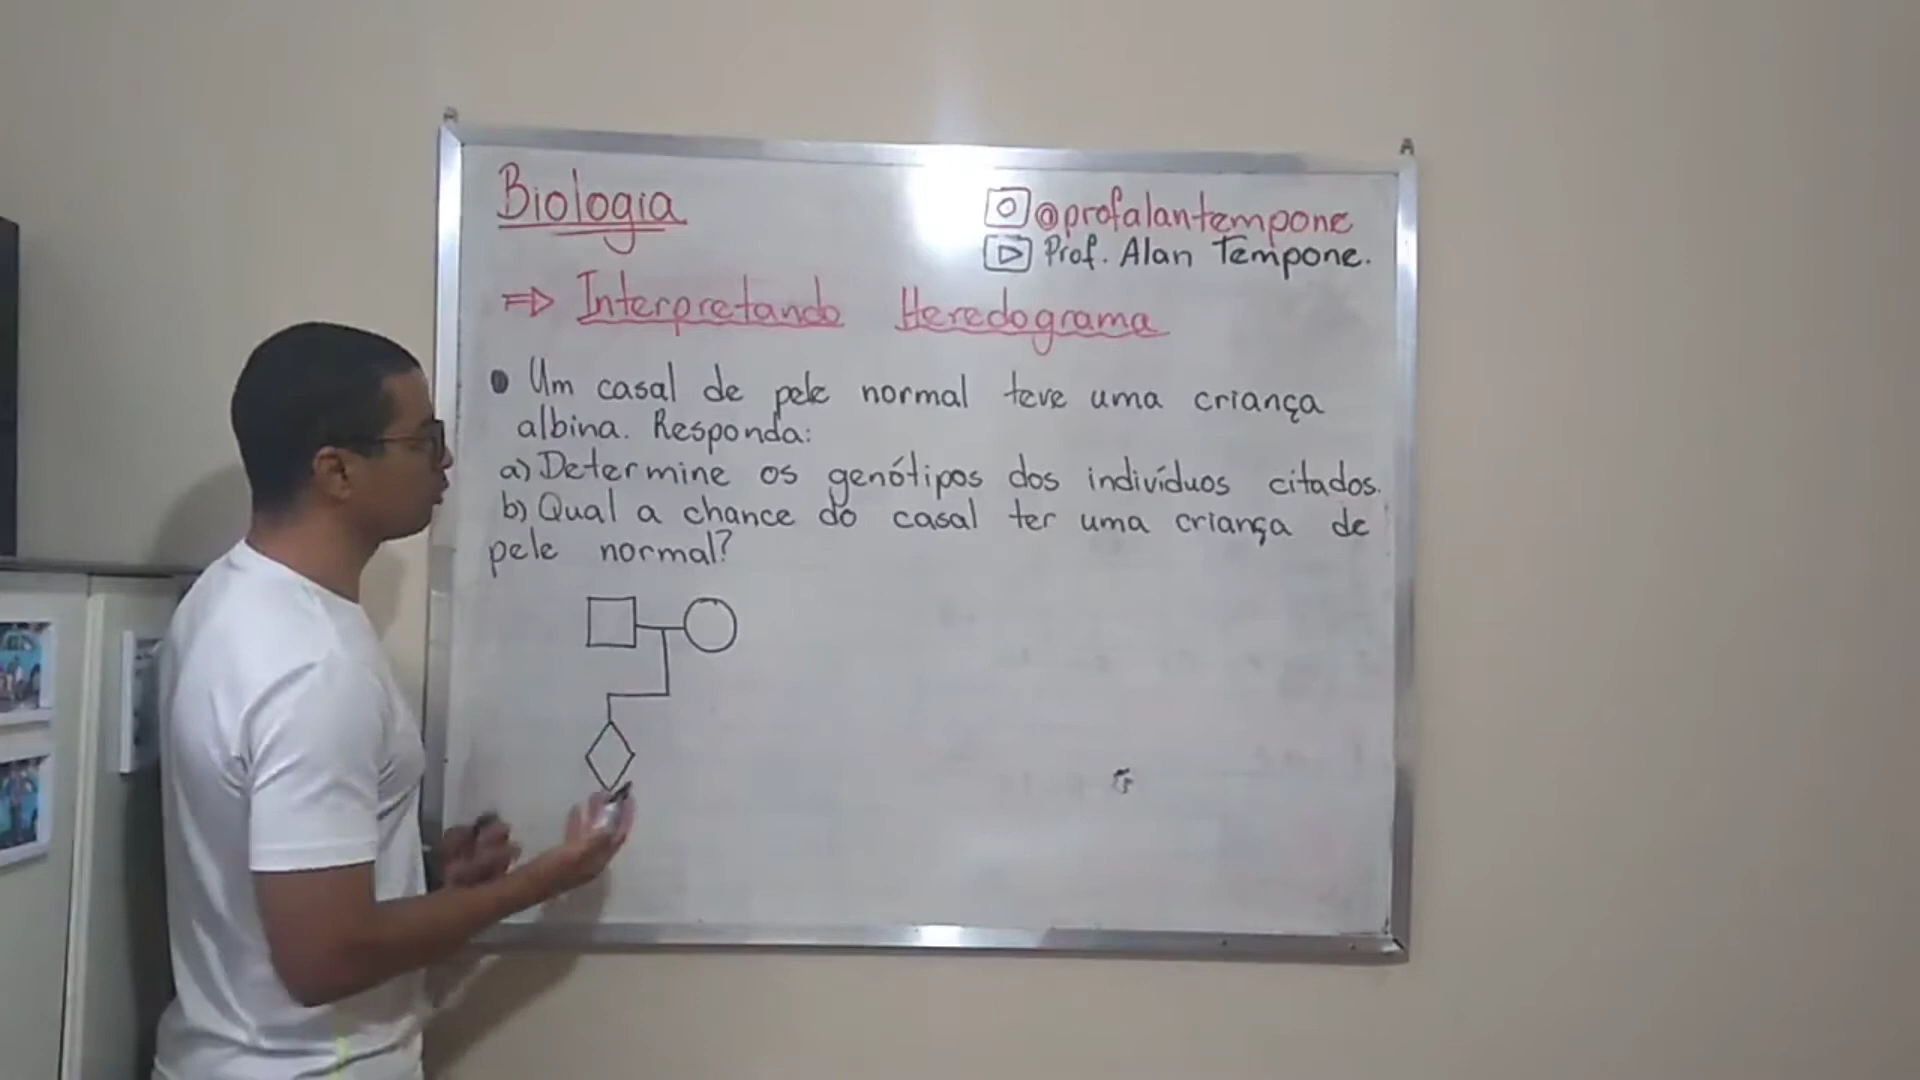 Biologia
@profalantempone
Prof. Alan Tempone.
⇒ Interpretando Heredograma
• Um casal de pele normal teve uma criança
albina. Responda:
a) Determine os genótipos dos indivíduos citados.
b) Qual a chance do casal ter uma criança de
pele normal?